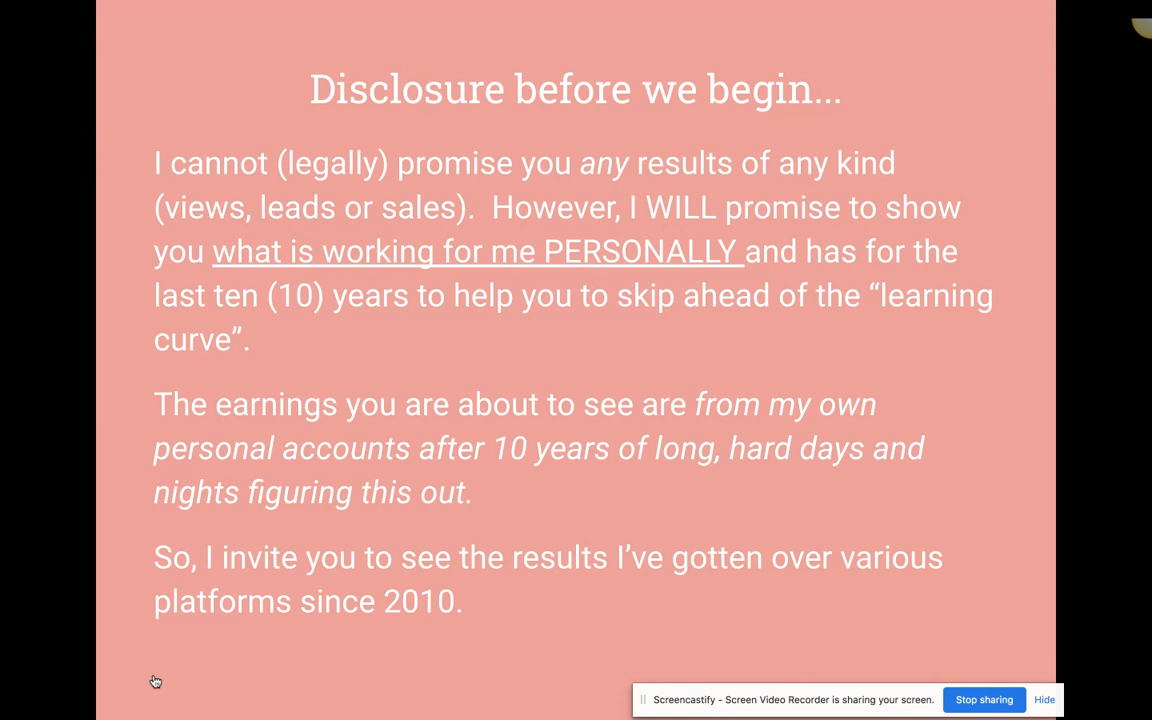 Disclosure before we begin...
I cannot (legally) promise you any results of any kind
(views, leads or sales).  However, I WILL promise to show
you what is working for me PERSONALLY and has for the
last ten (10) years to help you to skip ahead of the “learning
curve”.
The earnings you are about to see are from my own
personal accounts after 10 years of long, hard days and
nights figuring this out.
So, I invite you to see the results I’ve gotten over various
platforms since 2010.
Screencastify - Screen Video Recorder is sharing your screen. Stop sharing Hide